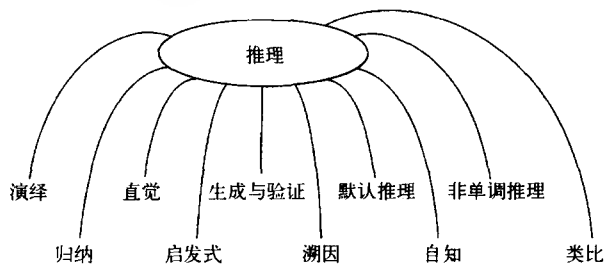 推理
演绎
直觉
生成与验证
默认推理
非单调推理
归纳
启发式
溯因
自知
类比